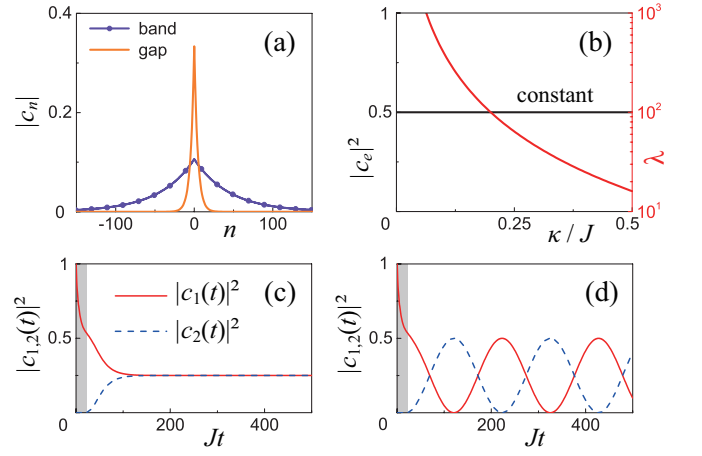 0.4
band
gap
(a)
0.2
|c_n|
0
-100
0
100
n
1
(b)
10^3
constant
0.5
10^2
|c_e|^2
λ
0
10^1
0
0.25
0.5
κ / J
1
|c_1(t)|^2
(c)
|c_2(t)|^2
0.5
|c_{1,2}(t)|^2
0
0
200
400
Jt
1
(d)
0.5
|c_{1,2}(t)|^2
0
0
200
400
Jt